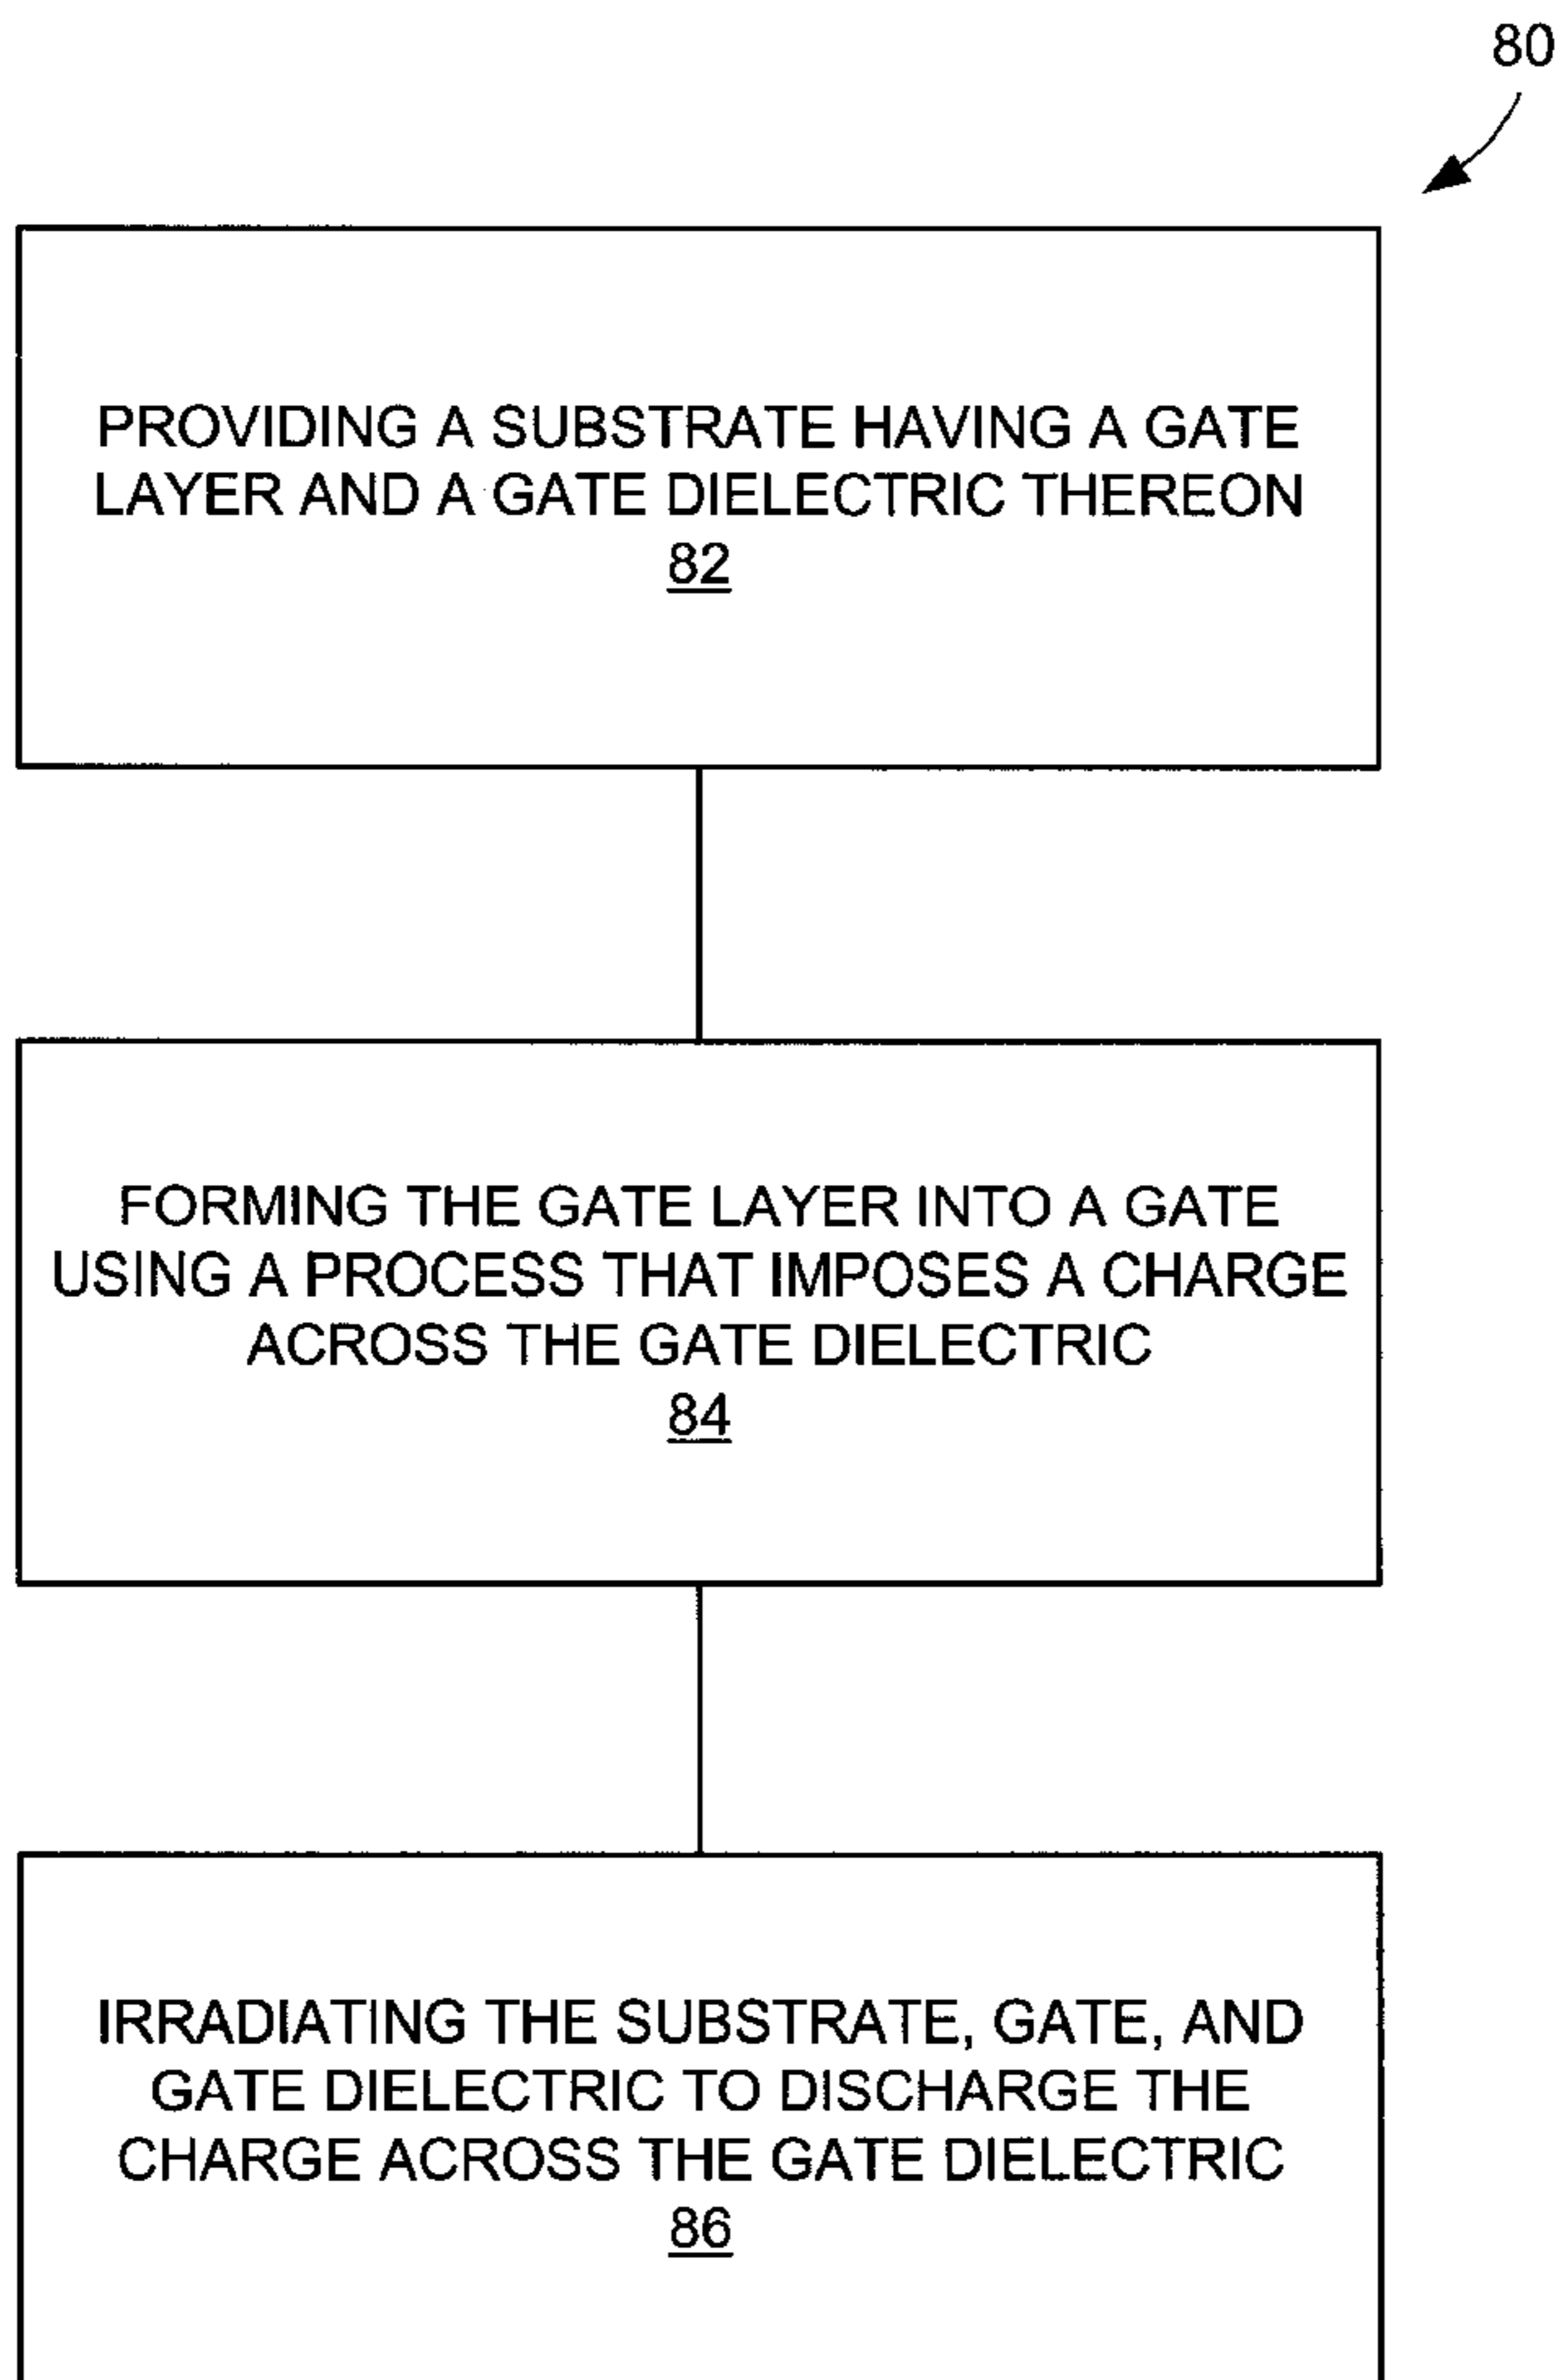 80
PROVIDING A SUBSTRATE HAVING A GATE
LAYER AND A GATE DIELECTRIC THEREON
82
FORMING THE GATE LAYER INTO A GATE
USING A PROCESS THAT IMPOSES A CHARGE
ACROSS THE GATE DIELECTRIC
84
IRRADIATING THE SUBSTRATE, GATE, AND
GATE DIELECTRIC TO DISCHARGE THE
CHARGE ACROSS THE GATE DIELECTRIC
86